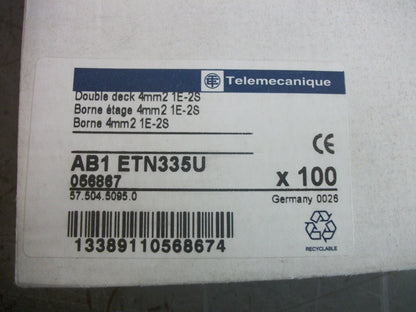 Telemecanique
Double deck 4mm2 1E-2S
Borne étage 4mm2 1E-2S
Borne 4mm2 1E-2S
CE
AB1 ETN335U
056867 x 100
57.504.5095.0 Germany 0026
13389110568674
RECYCLABLE